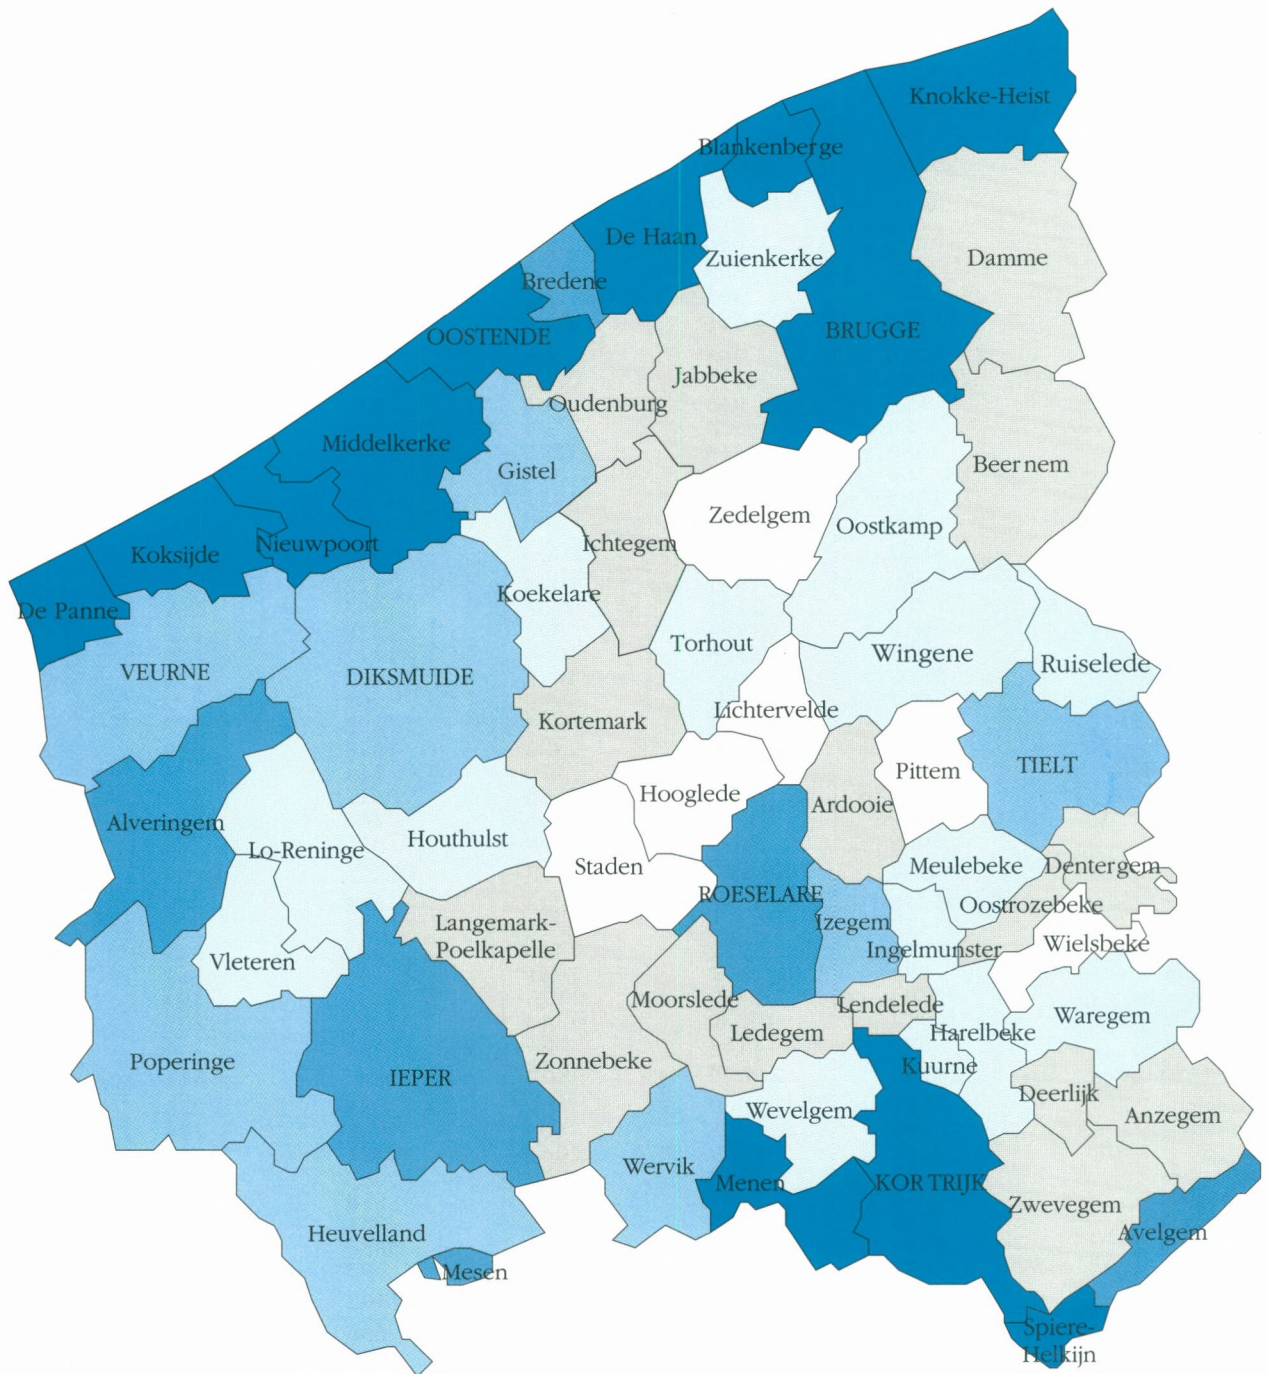 Knokke-Heist
Blankenberge
De Haan
Zuienkerke
Damme
Bredene
OOSTENDE
BRUGGE
Jabbeke
Oudenburg
Middelkerke
Gistel
Beernem
Zedelgem
Oostkamp
Nieuwpoort
Ichtegem
Koksijde
Koekelare
De Panne
Torhout
Wingene
Ruiselede
VEURNE
DIKSMUIDE
Lichtervelde
Kortemark
Pittem
TIELT
Hooglede
Ardooie
Alveringem
Houthulst
Lo-Reninge
Staden
Meulebeke
Dentergem
ROESELARE
Oostrozebeke
Izegem
Langemark-
Poelkapelle
Ingelmunster
Wielsbeke
Vleteren
Moorslede
Lendelede
Waregem
Ledegem
Harelbeke
Poperinge
Zonnebeke
Kuurne
IEPER
Deerlijk
Wevelgem
Anzegem
Wervik
Menen
KORTRIJK
Zwevegem
Heuvelland
Avelgem
Mesen
Spiere-
Helkijn